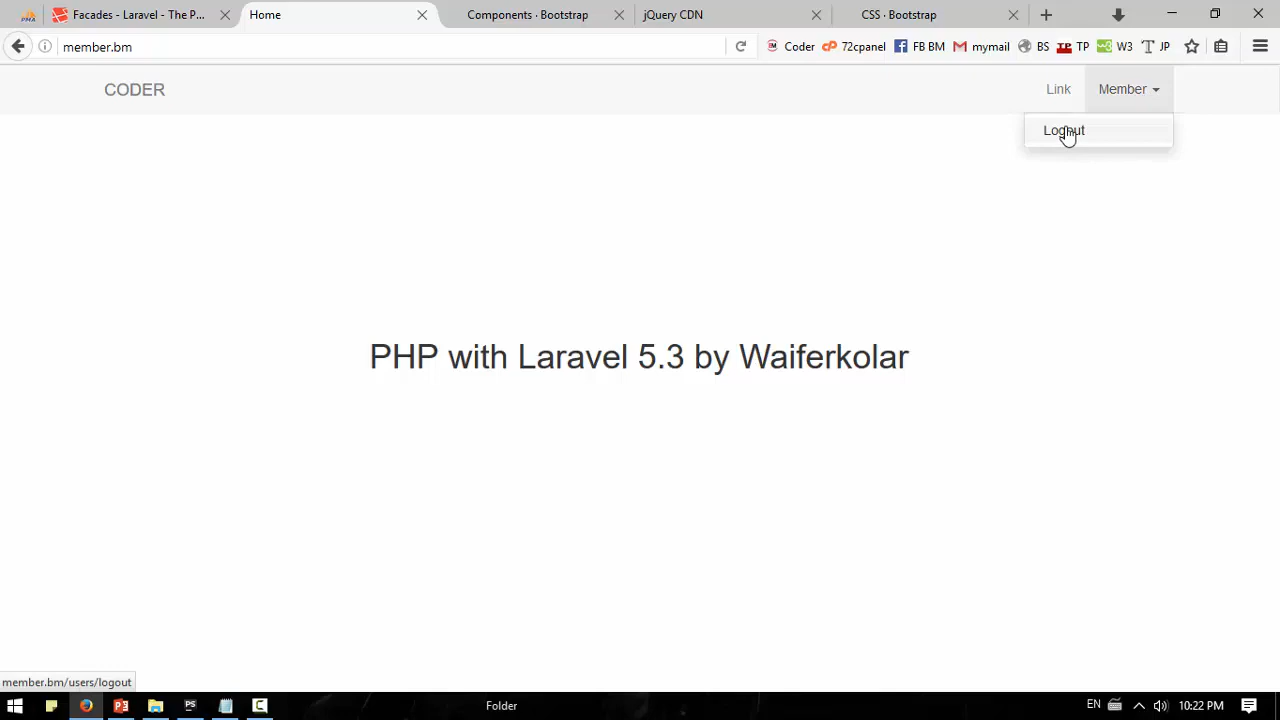 Facades - Laravel - The P...
Home
Components · Bootstrap
jQuery CDN
CSS · Bootstrap
member.bm
Coder
72cpanel
FB BM
mymail
BS
TP
W3
JP
CODER
Link
Member
Logout
PHP with Laravel 5.3 by Waiferkolar
member.bm/users/logout
Folder
EN
10:22 PM